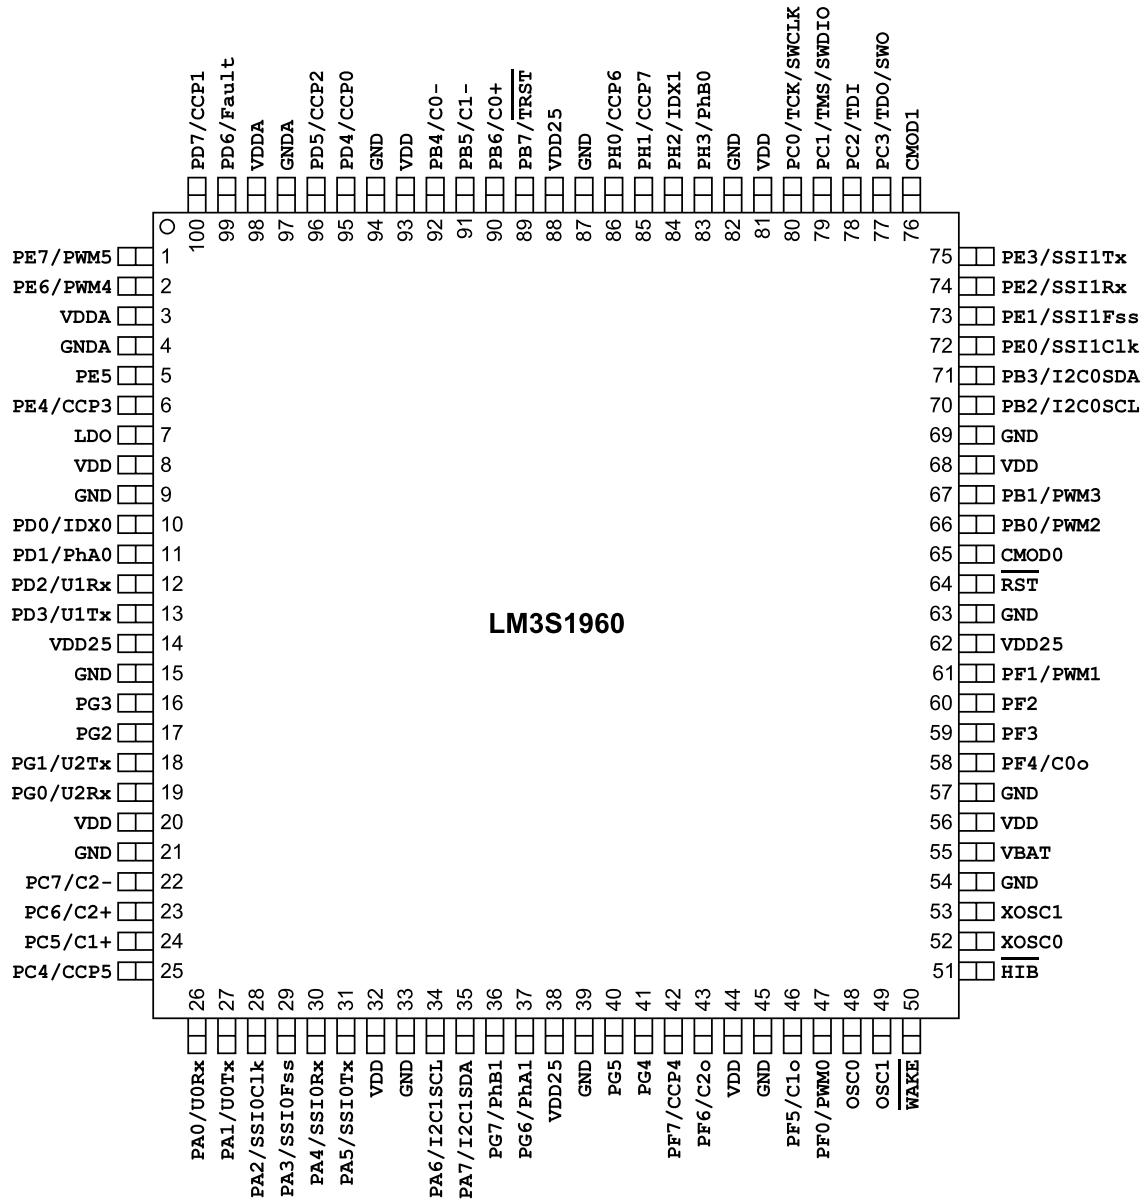 PD7/CCP1
PD6/Fault
VDDA
GNDA
PD5/CCP2
PD4/CCP0
GND
VDD
PB4/C0-
PB5/C1-
PB6/C0+
PB7/TRST
VDD25
GND
PH0/CCP6
PH1/CCP7
PH2/IDX1
PH3/PhB0
GND
VDD
PC0/TCK/SWCLK
PC1/TMS/SWDIO
PC2/TDI
PC3/TDO/SWO
CMOD1
100
99
98
97
96
95
94
93
92
91
90
89
88
87
86
85
84
83
82
81
80
79
78
77
76
PE7/PWM5 1
PE6/PWM4 2
VDDA 3
GNDA 4
PE5 5
PE4/CCP3 6
LDO 7
VDD 8
GND 9
PD0/IDX0 10
PD1/PhA0 11
PD2/U1Rx 12
PD3/U1Tx 13
VDD25 14
GND 15
PG3 16
PG2 17
PG1/U2Tx 18
PG0/U2Rx 19
VDD 20
GND 21
PC7/C2- 22
PC6/C2+ 23
PC5/C1+ 24
PC4/CCP5 25
LM3S1960
75 PE3/SSI1Tx
74 PE2/SSI1Rx
73 PE1/SSI1Fss
72 PE0/SSI1Clk
71 PB3/I2C0SDA
70 PB2/I2C0SCL
69 GND
68 VDD
67 PB1/PWM3
66 PB0/PWM2
65 CMOD0
64 RST
63 GND
62 VDD25
61 PF1/PWM1
60 PF2
59 PF3
58 PF4/C0o
57 GND
56 VDD
55 VBAT
54 GND
53 XOSC1
52 XOSC0
51 HIB
26
27
28
29
30
31
32
33
34
35
36
37
38
39
40
41
42
43
44
45
46
47
48
49
50
PA0/U0Rx
PA1/U0Tx
PA2/SSI0Clk
PA3/SSI0Fss
PA4/SSI0Rx
PA5/SSI0Tx
VDD
GND
PA6/I2C1SCL
PA7/I2C1SDA
PG7/PhB1
PG6/PhA1
VDD25
GND
PG5
PG4
PF7/CCP4
PF6/C2o
VDD
GND
PF5/C1o
PF0/PWM0
OSC0
OSC1
WAKE